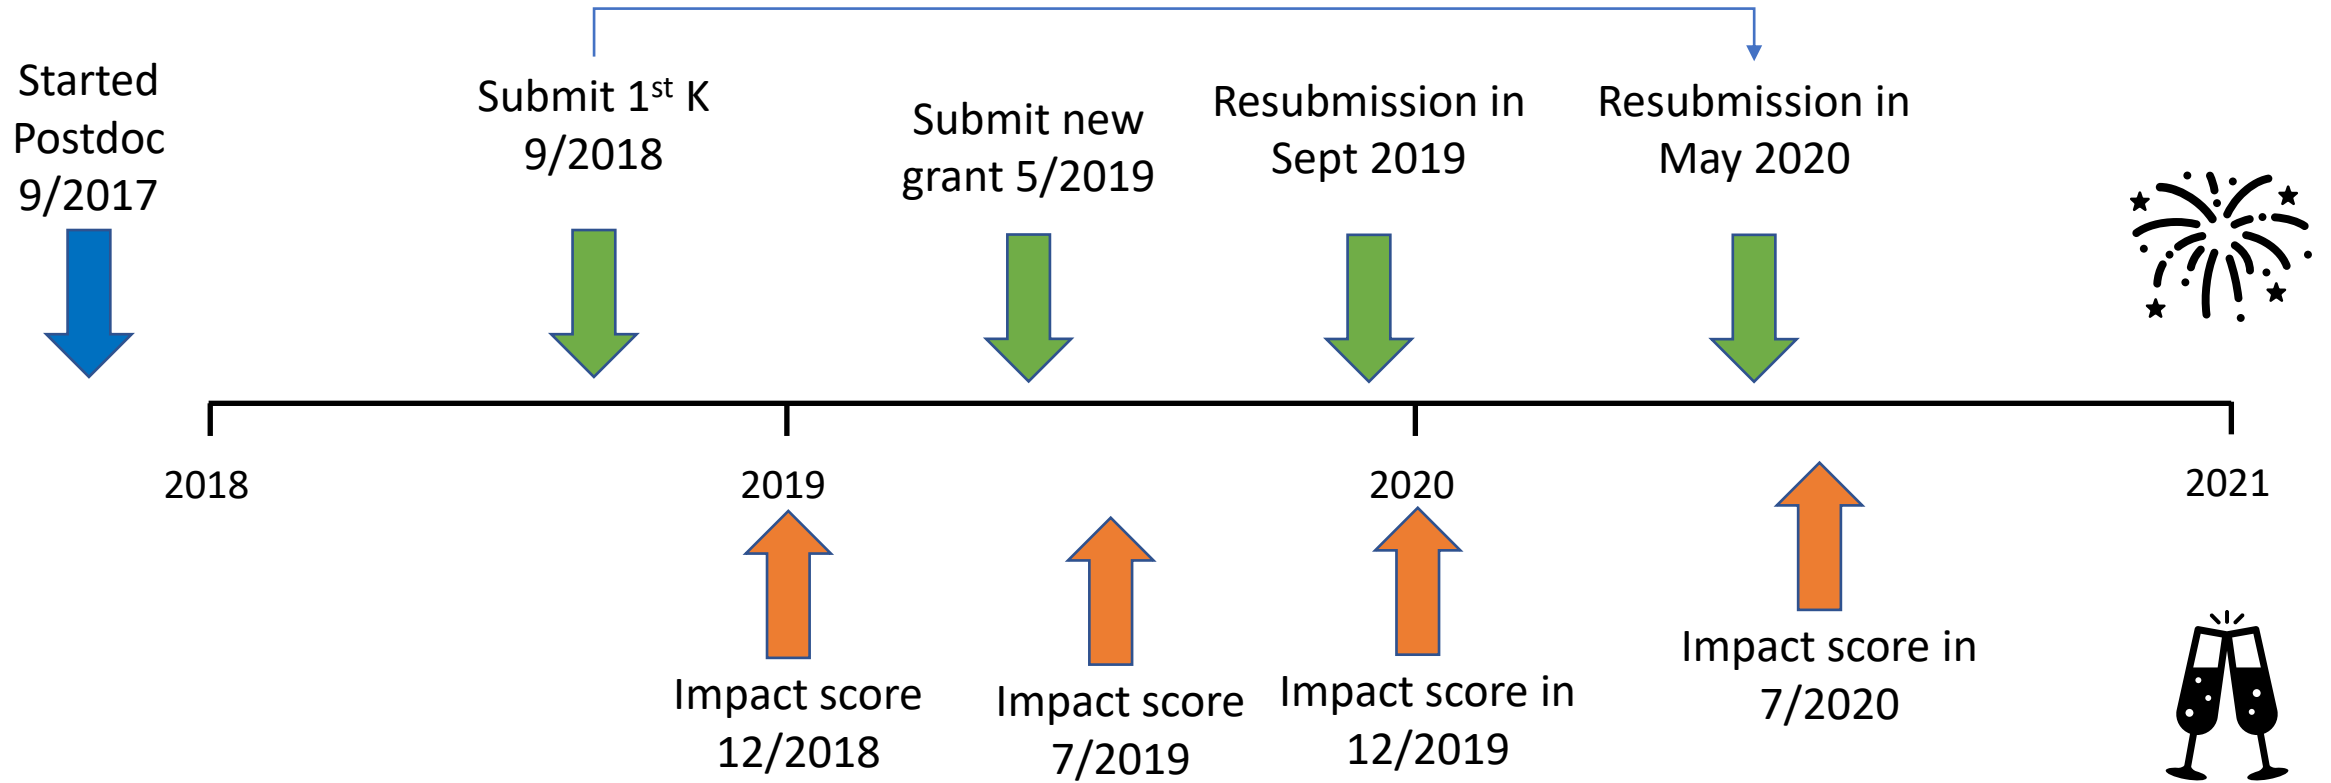 Started
Postdoc
9/2017
Submit 1st K
9/2018
Submit new
grant 5/2019
Resubmission in
Sept 2019
Resubmission in
May 2020
2018
2019
2020
2021
Impact score
12/2018
Impact score
7/2019
Impact score in
12/2019
Impact score in
7/2020